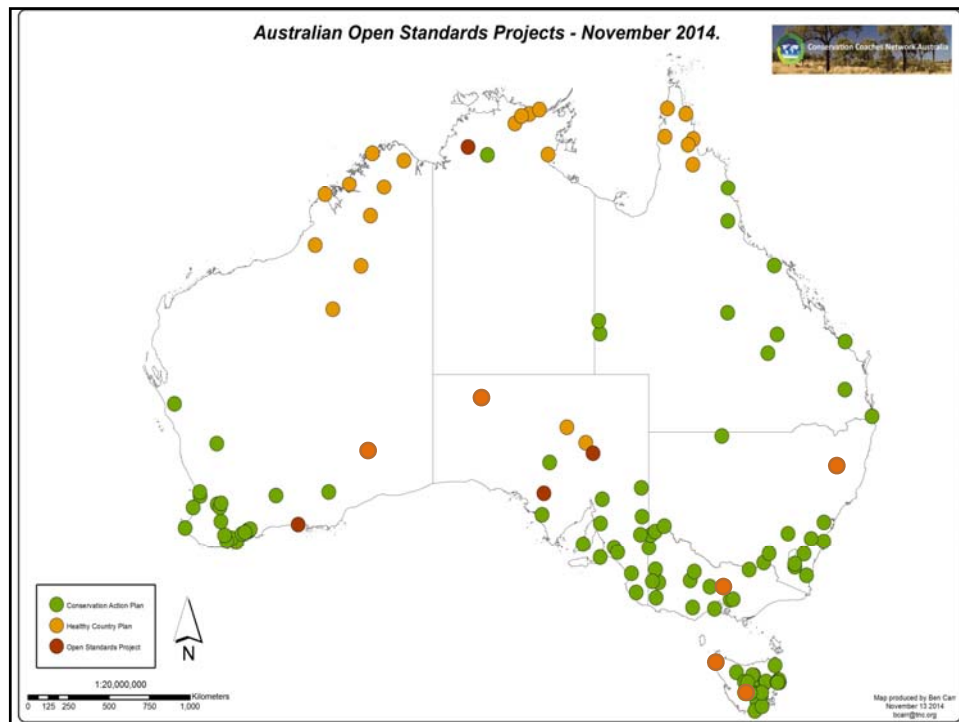 Australian Open Standards Projects - November 2014.
Conservation Coaches Network Australia
Conservation Action Plan
Healthy Country Plan
Open Standards Project
N
1:20,000,000
0 125 250 500 750 1,000 Kilometers
Map produced by Ben Carr
November 13 2014
bcarr@tnc.org